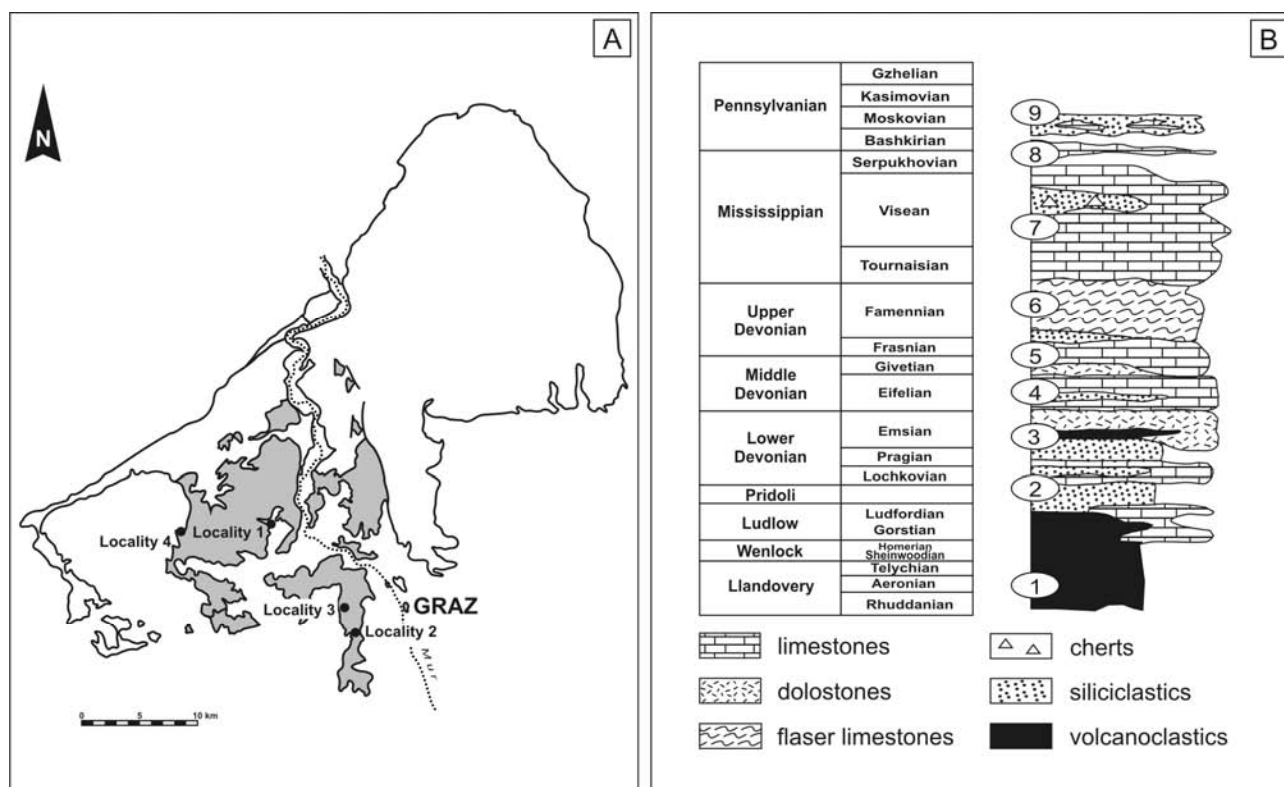 A
N
Locality 4
Locality 1
Locality 3
GRAZ
Locality 2
Mur
0 5 10 km
B
Pennsylvanian
Gzhelian
Kasimovian
Moskovian
Bashkirian
Mississippian
Serpukhovian
Visean
Tournaisian
Upper
Devonian
Famennian
Frasnian
Middle
Devonian
Givetian
Eifelian
Lower
Devonian
Emsian
Pragian
Lochkovian
Pridoli
Ludlow
Ludfordian
Gorstian
Wenlock
Homerian
Sheinwoodian
Llandovery
Telychian
Aeronian
Rhuddanian
9
8
7
6
5
4
3
2
1
limestones
cherts
dolostones
siliciclastics
flaser limestones
volcanoclastics